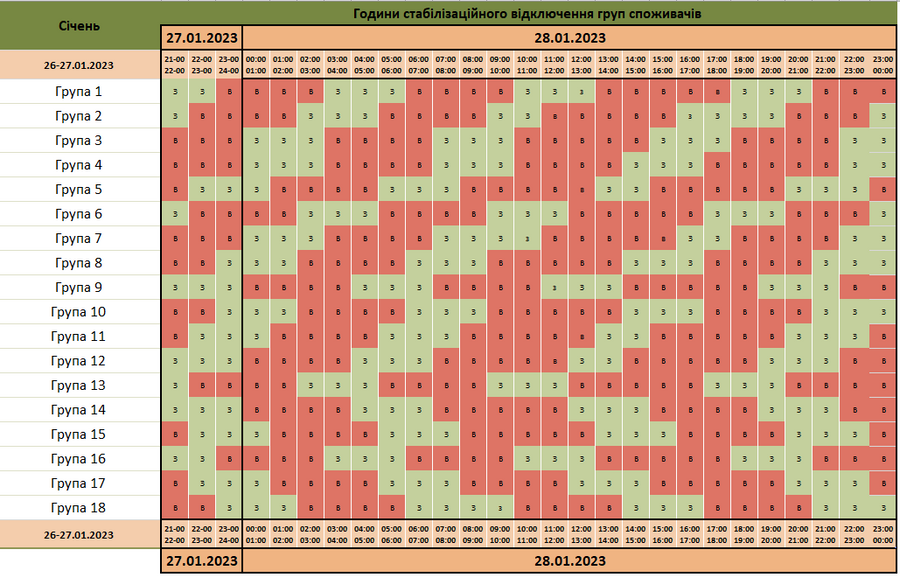 Години стабілізаційного відключення груп споживачів
Січень
27.01.2023 28.01.2023
26-27.01.2023 21-00 22-00 23-00 00:00 01:00 02:00 03:00 04:00 05:00 06:00 07:00 08:00 09:00 10:00 11:00 12:00 13:00 14:00 15:00 16:00 17:00 18:00 19:00 20:00 21:00 22:00 23:00
22-00 23-00 24-00 01:00 02:00 03:00 04:00 05:00 06:00 07:00 08:00 09:00 10:00 11:00 12:00 13:00 14:00 15:00 16:00 17:00 18:00 19:00 20:00 21:00 22:00 23:00 00:00
Група 1 З З В В В В З З З В В В В З З З В В В В В З З З В В В
Група 2 З В В В В З З З В В В В З З В В В В В З З З З В В В З
Група 3 В В В З З З В В В В З З З В В В В В З З З В В В В З З
Група 4 В В В З З З В В В В З З З В В В В З З З В В В В В З З
Група 5 В З З З В В В В З З З В В В В В З З В В В В В З З З В
Група 6 З В В В В З З З В В В В З З З В В В В В З З З В В В З
Група 7 В В В З З З В В В В З З З З В В В В В З З В В В В З З
Група 8 В В З З З В В В В З З З В В В В В З З З В В В В З З З
Група 9 З З З В В В В З З З В В В В З З З В В В В В З З З В В
Група 10 В В З З З В В В В З З З В В В В В З З З В В В В З З З
Група 11 В З З З В В В В З З З В В В В В З З В В В В В З З З В
Група 12 З З З В В В В З З З В В В В В З З В В В В В З З З В В
Група 13 З В В В В З З З В В В В З З З В В В В В З З З В В В В
Група 14 З З З В В В В З З З В В В В В З З З В В В В З З З В В
Група 15 В З З З В В В В З З З В В В В В З З З В В В В З З З В
Група 16 З З В В В В З З З В В В В З З З В В В В В З З З В В В
Група 17 В З З З В В В В З З З В В В В З З З В В В В В З З З В
Група 18 В В З З З В В В В З З З З В В В В З З З В В В В З З З
26-27.01.2023 21-00 22-00 23-00 00:00 01:00 02:00 03:00 04:00 05:00 06:00 07:00 08:00 09:00 10:00 11:00 12:00 13:00 14:00 15:00 16:00 17:00 18:00 19:00 20:00 21:00 22:00 23:00
22-00 23-00 24-00 01:00 02:00 03:00 04:00 05:00 06:00 07:00 08:00 09:00 10:00 11:00 12:00 13:00 14:00 15:00 16:00 17:00 18:00 19:00 20:00 21:00 22:00 23:00 00:00
27.01.2023 28.01.2023